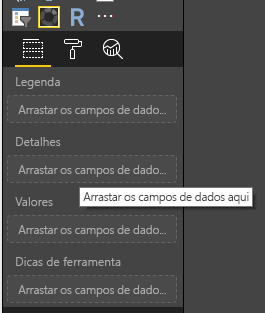 R ...
Legenda
Arrastar os campos de dado...
Detalhes
Arrastar os campos de dado...
Arrastar os campos de dados aqui
Valores
Arrastar os campos de dado...
Dicas de ferramenta
Arrastar os campos de dado...